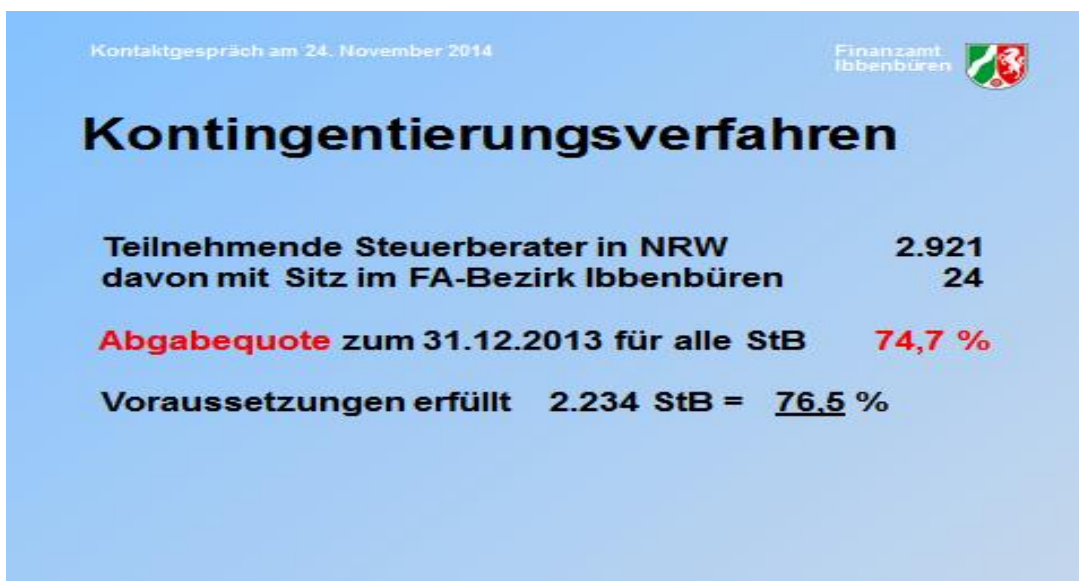 Kontaktgespräch am 24. November 2014
Finanzamt
Ibbenbüren
Kontingentierungsverfahren
Teilnehmende Steuerberater in NRW 2.921
davon mit Sitz im FA-Bezirk Ibbenbüren 24
Abgabequote zum 31.12.2013 für alle StB 74,7 %
Voraussetzungen erfüllt 2.234 StB = 76,5 %